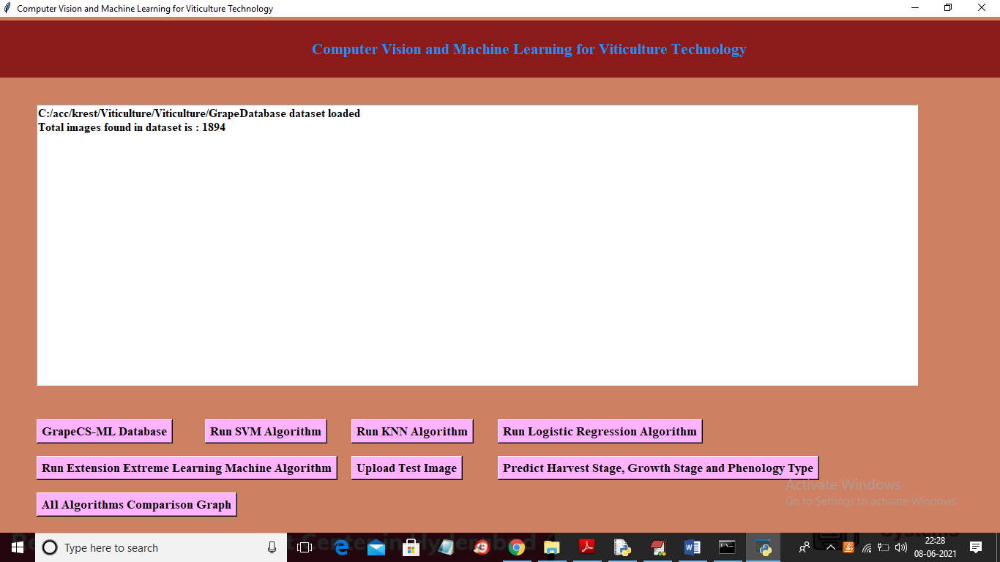 Computer Vision and Machine Learning for Viticulture Technology
Computer Vision and Machine Learning for Viticulture Technology
C:/acc/krest/Viticulture/Viticulture/GrapeDatabase dataset loaded
Total images found in dataset is : 1894
GrapeCS-ML Database
Run SVM Algorithm
Run KNN Algorithm
Run Logistic Regression Algorithm
Run Extension Extreme Learning Machine Algorithm
Upload Test Image
Predict Harvest Stage, Growth Stage and Phenology Type
All Algorithms Comparison Graph
Activate Windows
Go to Settings to activate Windows.
Type here to search
22:28
08-06-2021